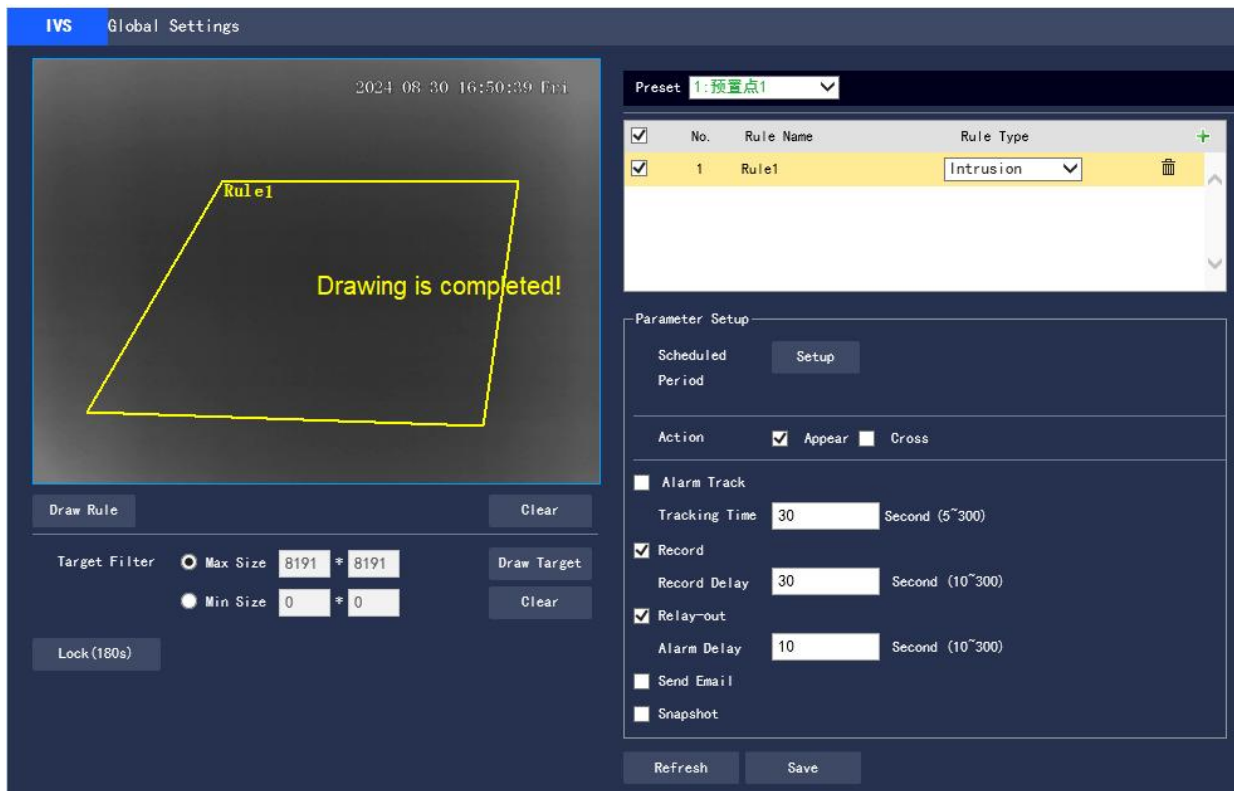 IVS Global Settings
2024-08-30 16:50:39 Fri
Rule1
Drawing is completed!
Draw Rule Clear
Target Filter Max Size 8191 * 8191 Draw Target
Min Size 0 * 0 Clear
Lock(180s)
Preset 1:预置点1
No. Rule Name Rule Type +
1 Rule1 Intrusion
Parameter Setup
Scheduled Setup
Period
Action Appear Cross
Alarm Track
Tracking Time 30 Second (5~300)
Record
Record Delay 30 Second (10~300)
Relay-out
Alarm Delay 10 Second (10~300)
Send Email
Snapshot
Refresh Save